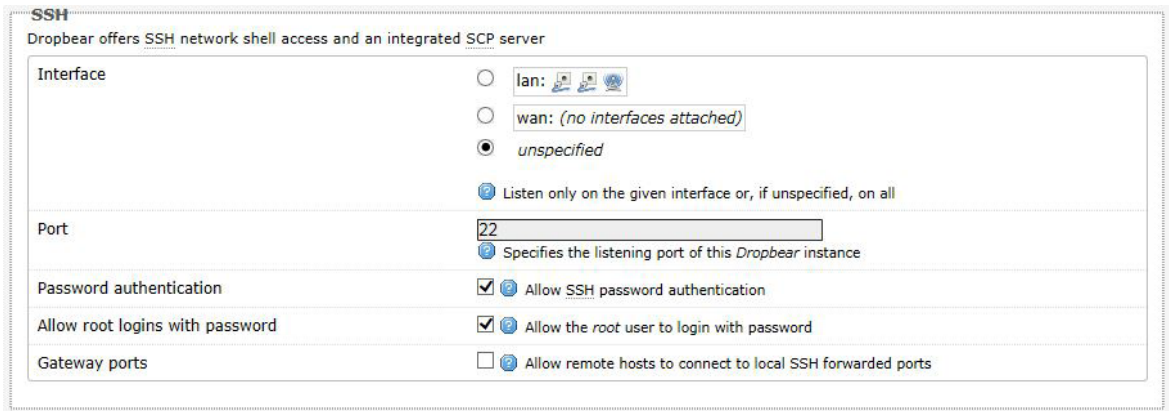 SSH
Dropbear offers SSH network shell access and an integrated SCP server
Interface
lan:
wan: (no interfaces attached)
unspecified
Listen only on the given interface or, if unspecified, on all
Port
22
Specifies the listening port of this Dropbear instance
Password authentication
Allow SSH password authentication
Allow root logins with password
Allow the root user to login with password
Gateway ports
Allow remote hosts to connect to local SSH forwarded ports